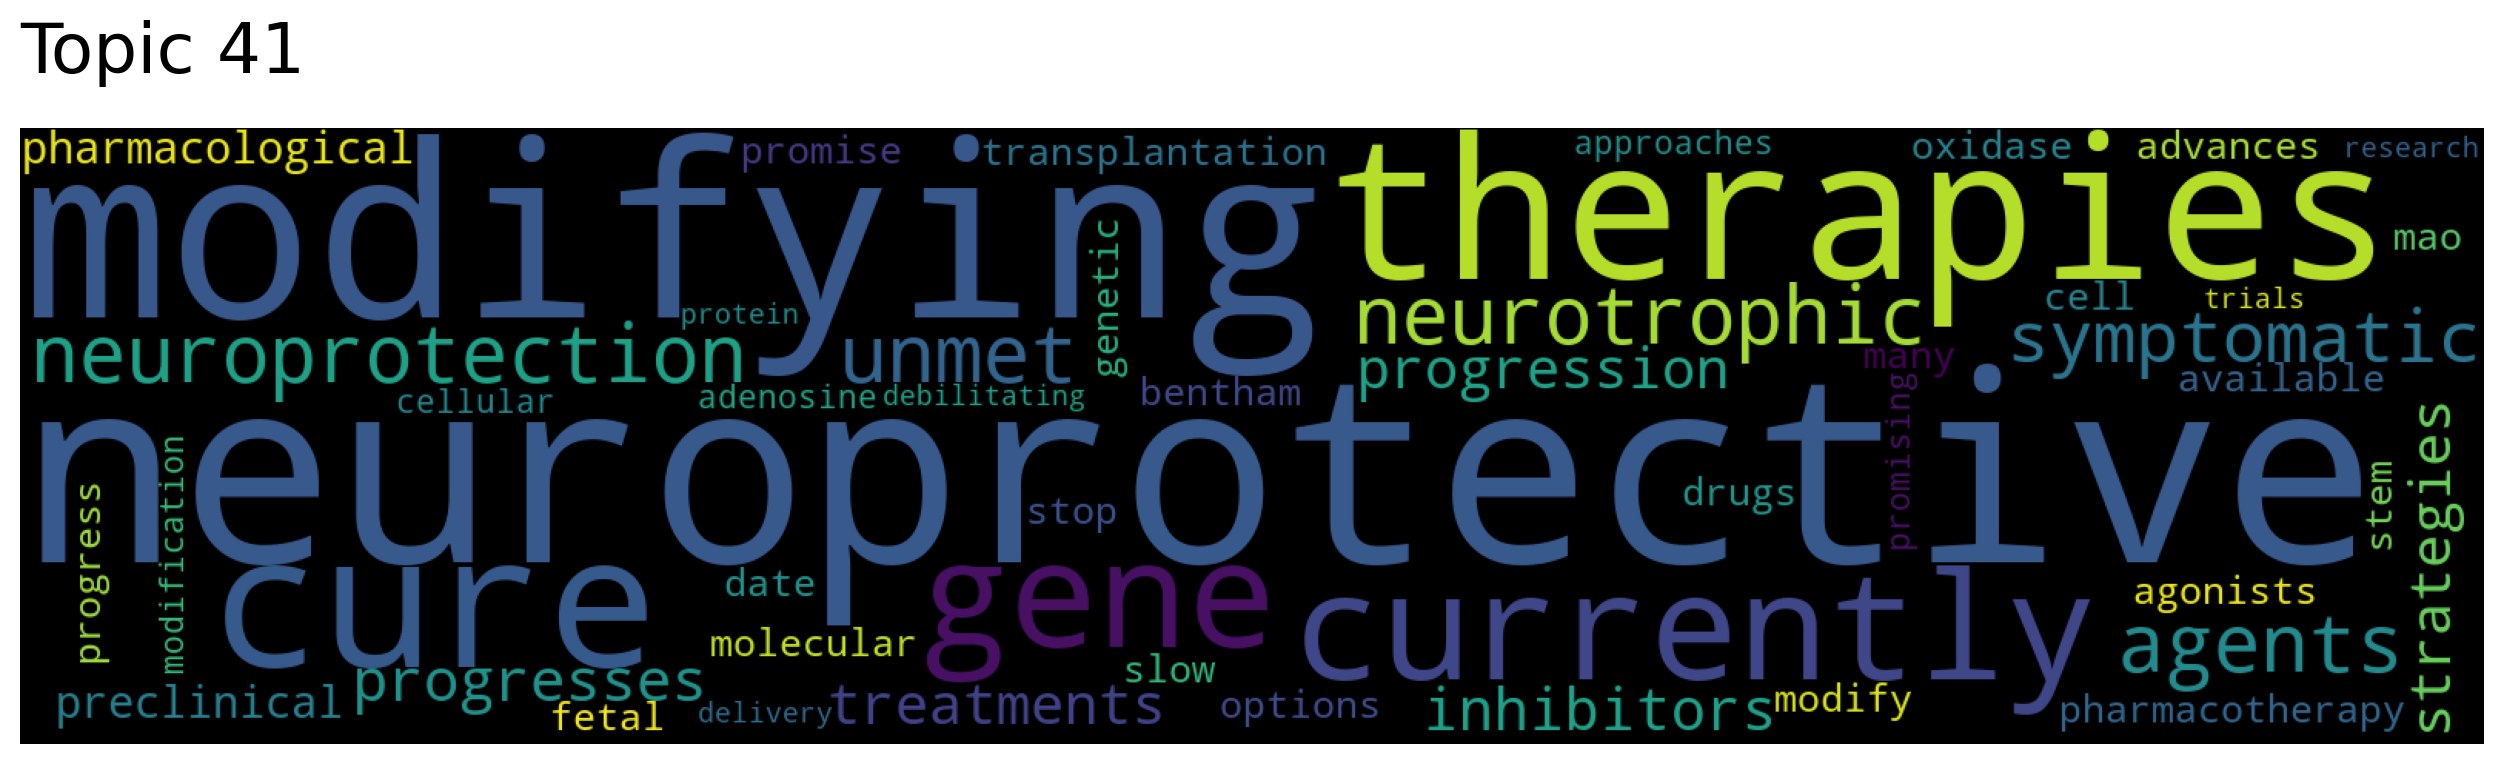 Topic 41
pharmacological
promise
transplantation
approaches
oxidase
advances
research
modifying
therapies
mao
genetic
cell
trials
protein
neurotrophic
symptomatic
neuroprotection
unmet
progression
many
available
cellular
adenosine
debilitating
bentham
promising
strategies
neuroprotective
modification
progress
stop
drugs
stem
cure
date
gene
currently
agonists
molecular
agents
slow
progresses
preclinical
fetal
delivery
treatments
options
inhibitors
modify
pharmacotherapy